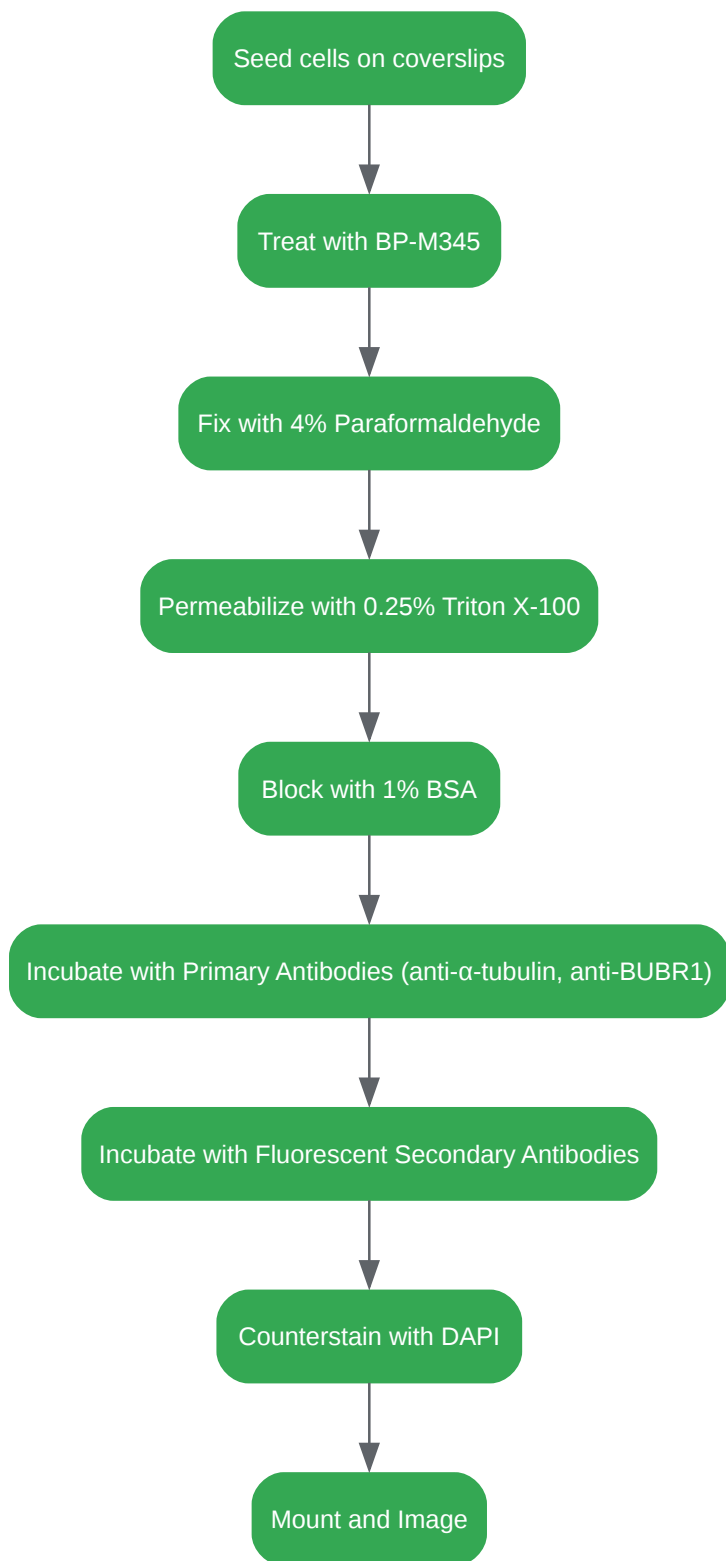 Seed cells on coverslips
Treat with BP-M345
Fix with 4% Paraformaldehyde
Permeabilize with 0.25% Triton X-100
Block with 1% BSA
Incubate with Primary Antibodies (anti-α-tubulin, anti-BUBR1)
Incubate with Fluorescent Secondary Antibodies
Counterstain with DAPI
Mount and Image